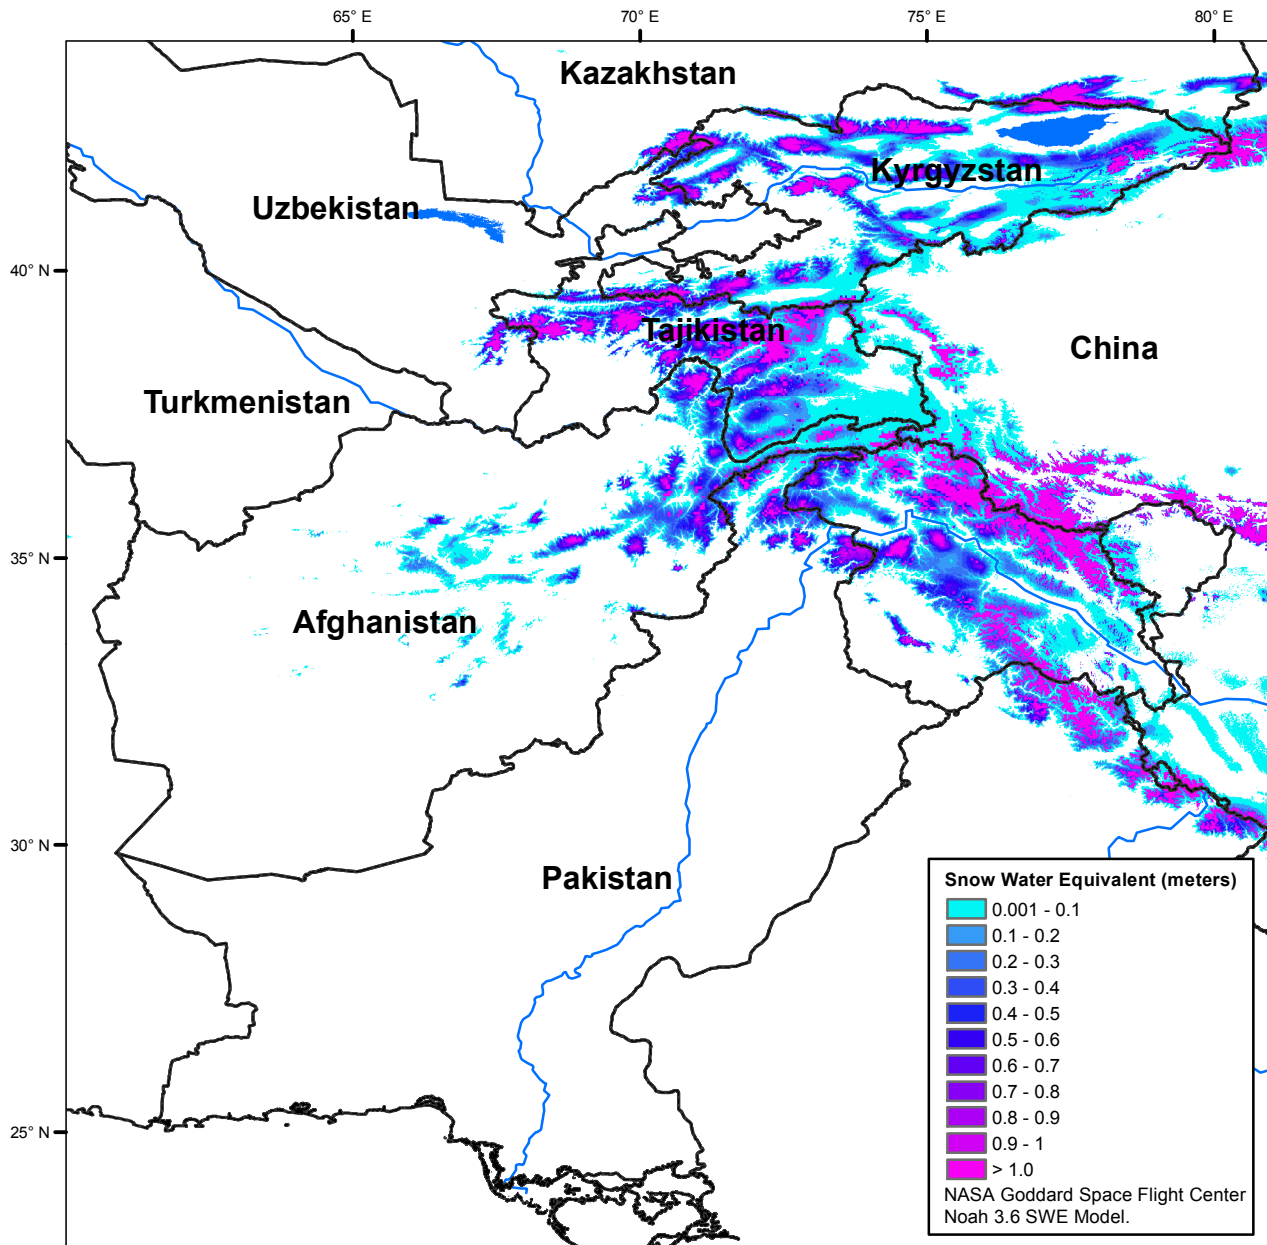 65° E
70° E
75° E
80° E
Kazakhstan
Kyrgyzstan
Uzbekistan
40° N
Tajikistan
China
Turkmenistan
35° N
Afghanistan
30° N
Pakistan
25° N
Snow Water Equivalent (meters)
0.001 - 0.1
0.1 - 0.2
0.2 - 0.3
0.3 - 0.4
0.4 - 0.5
0.5 - 0.6
0.6 - 0.7
0.7 - 0.8
0.8 - 0.9
0.9 - 1
> 1.0
NASA Goddard Space Flight Center
Noah 3.6 SWE Model.